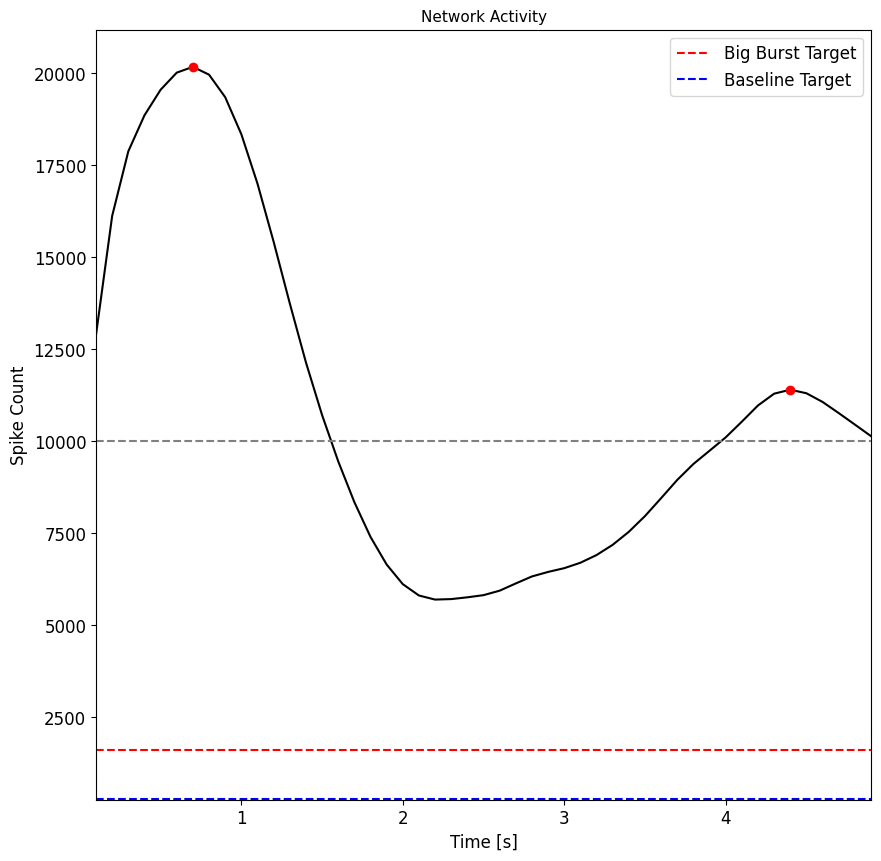 Network Activity
Big Burst Target
Baseline Target
20000
17500
15000
12500
10000
7500
5000
2500
Spike Count
1 2 3 4
Time [s]